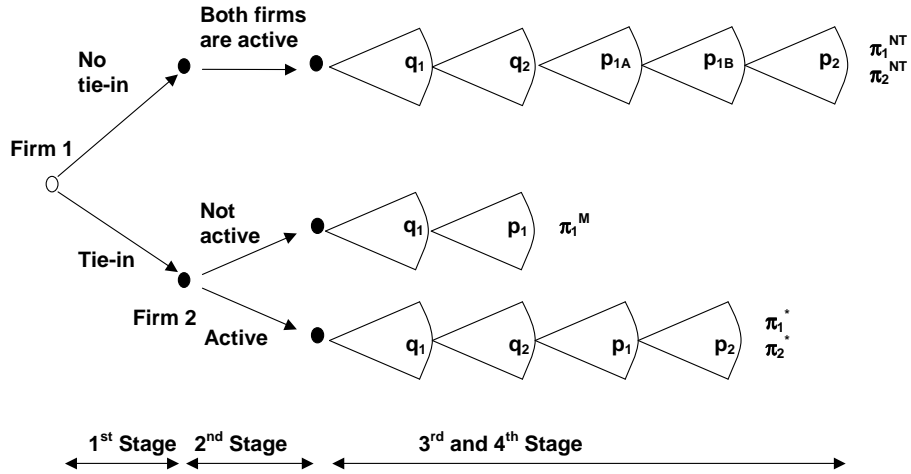 Both firms
are active
No
tie-in
q₁ q₂ p₁A p₁B p₂
π₁ᴺᵀ
π₂ᴺᵀ
Firm 1
Not
active
q₁ p₁
π₁ᴹ
Tie-in
Firm 2
Active
q₁ q₂ p₁ p₂
π₁*
π₂*
1ˢᵗ Stage 2ⁿᵈ Stage 3ʳᵈ and 4ᵗʰ Stage